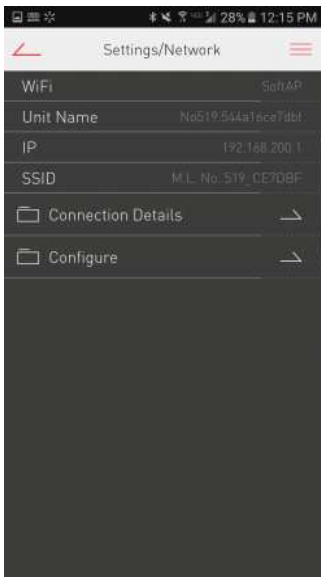 28% 12:15 PM
Settings/Network
WiFi SoftAP
Unit Name No519.544a16ce7dbf
IP 192.168.200.1
SSID M.L. No. 519_CE7DBF
Connection Details
Configure